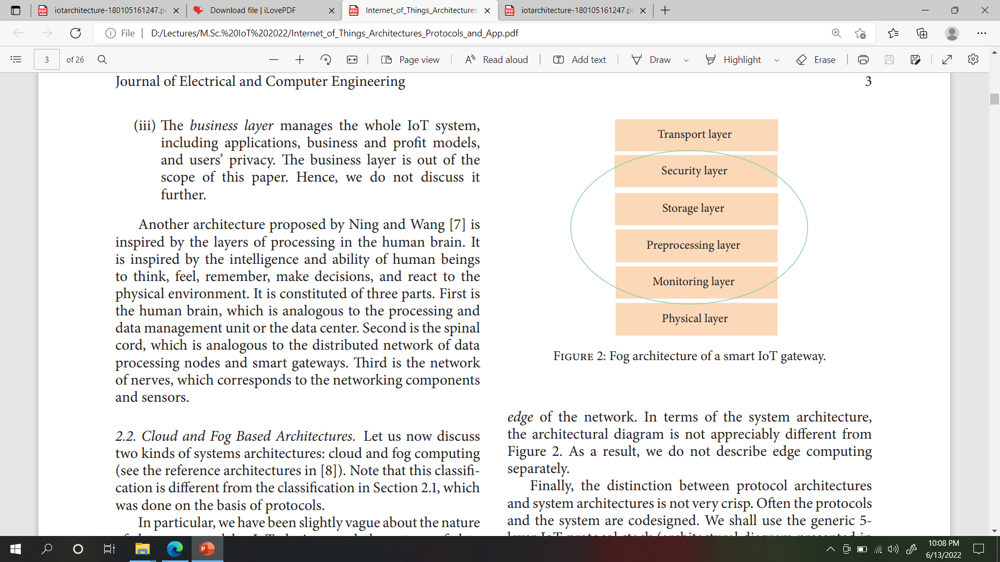 iotarchitecture-180105161247.pd
Download file | iLovePDF
Internet_of_Things_Architectures
iotarchitecture-180105161247.pd
File
D:/Lectures/M.Sc.%20IoT%202022/Internet_of_Things_Architectures_Protocols_and_App.pdf
3 of 26
Page view
Read aloud
Add text
Draw
Highlight
Erase
Journal of Electrical and Computer Engineering
3
(iii) The business layer manages the whole IoT system,
including applications, business and profit models,
and users’ privacy. The business layer is out of the
scope of this paper. Hence, we do not discuss it
further.
Another architecture proposed by Ning and Wang [7] is
inspired by the layers of processing in the human brain. It
is inspired by the intelligence and ability of human beings
to think, feel, remember, make decisions, and react to the
physical environment. It is constituted of three parts. First is
the human brain, which is analogous to the processing and
data management unit or the data center. Second is the spinal
cord, which is analogous to the distributed network of data
processing nodes and smart gateways. Third is the network
of nerves, which corresponds to the networking components
and sensors.
2.2. Cloud and Fog Based Architectures. Let us now discuss
two kinds of systems architectures: cloud and fog computing
(see the reference architectures in [8]). Note that this classifi-
cation is different from the classification in Section 2.1, which
was done on the basis of protocols.
In particular, we have been slightly vague about the nature
Transport layer
Security layer
Storage layer
Preprocessing layer
Monitoring layer
Physical layer
Figure 2: Fog architecture of a smart IoT gateway.
edge of the network. In terms of the system architecture,
the architectural diagram is not appreciably different from
Figure 2. As a result, we do not describe edge computing
separately.
Finally, the distinction between protocol architectures
and system architectures is not very crisp. Often the protocols
and the system are codesigned. We shall use the generic 5-
10:08 PM
6/13/2022